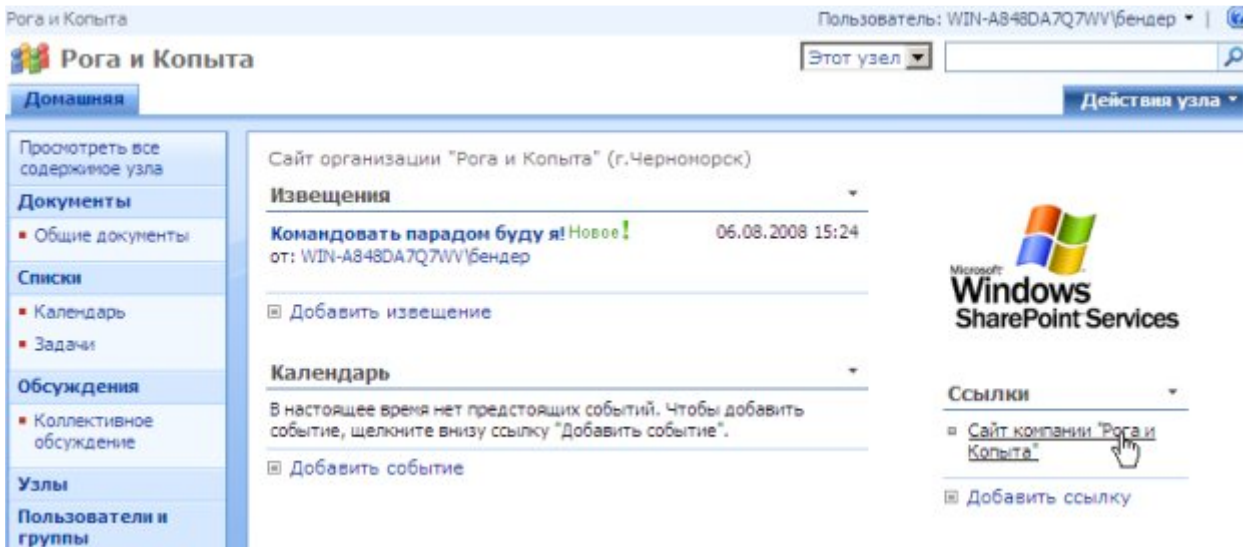 Рога и Копыта
Пользователь: WIN-A848DA7Q7WV\бендер
Рога и Копыта
Этот узел
Домашняя
Действия узла
Просмотреть все
содержимое узла
Документы
Общие документы
Списки
Календарь
Задачи
Обсуждения
Коллективное
обсуждение
Узлы
Пользователи и
группы
Сайт организации "Рога и Копыта" (г.Черноморск)
Извещения
Командовать парадом буду я! Новое! 06.08.2008 15:24
от: WIN-A848DA7Q7WV\бендер
Добавить извещение
Календарь
В настоящее время нет предстоящих событий. Чтобы добавить
событие, щелкните внизу ссылку "Добавить событие".
Добавить событие
Microsoft
Windows
SharePoint Services
Ссылки
Сайт компании "Рога и
Копыта"
Добавить ссылку